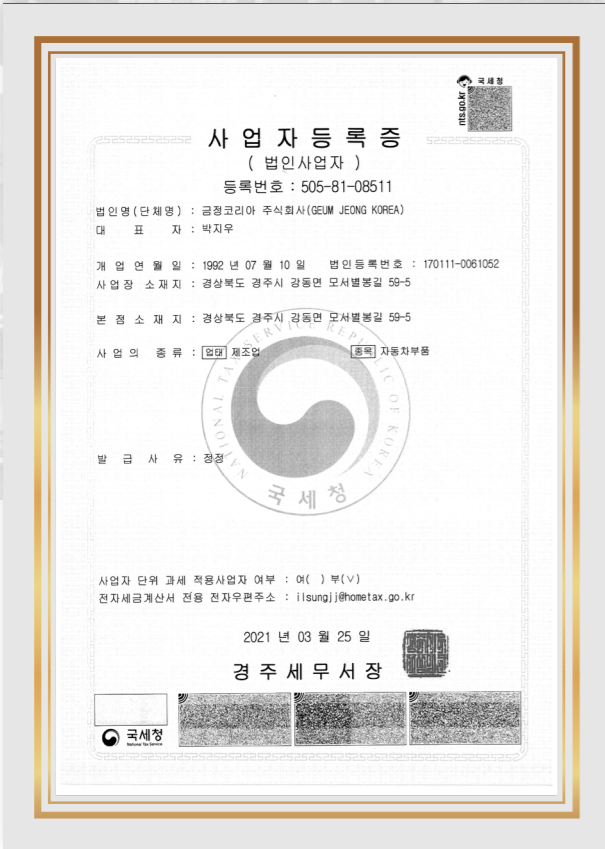 국세청
nts.go.kr
사업자등록증
( 법인사업자 )
등록번호 : 505-81-08511
법인명(단체명) : 금정코리아 주식회사(GEUM JEONG KOREA)
대 표 자 : 박지우
개 업 연 월 일 : 1992 년 07 월 10 일 법인등록번호 : 170111-0061052
사업장 소재지 : 경상북도 경주시 강동면 모서별봉길 59-5
본 점 소 재 지 : 경상북도 경주시 강동면 모서별봉길 59-5
사 업 의 종 류 : 업태 제조업 종목 자동차부품
NATIONAL TAX SERVICE REPUBLIC OF KOREA
국세청
발 급 사 유 : 정정
사업자 단위 과세 적용사업자 여부 : 여( ) 부(∨)
전자세금계산서 전용 전자우편주소 : ilsungjj@hometax.go.kr
2021 년 03 월 25 일
경주세무서장
국세청
National Tax Service